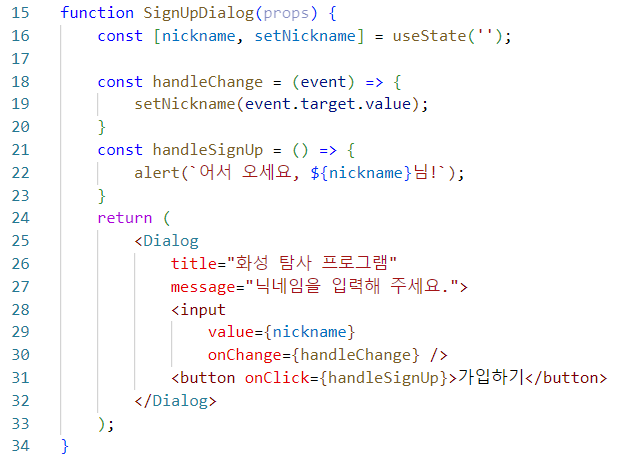 15 function SignUpDialog(props) {
16     const [nickname, setNickname] = useState('');
17
18     const handleChange = (event) => {
19         setNickname(event.target.value);
20     }
21     const handleSignUp = () => {
22         alert(`어서 오세요, ${nickname}님!`);
23     }
24     return (
25         <Dialog
26             title="화성 탐사 프로그램"
27             message="닉네임을 입력해 주세요.">
28             <input
29                 value={nickname}
30                 onChange={handleChange} />
31             <button onClick={handleSignUp}>가입하기</button>
32         </Dialog>
33     );
34 }